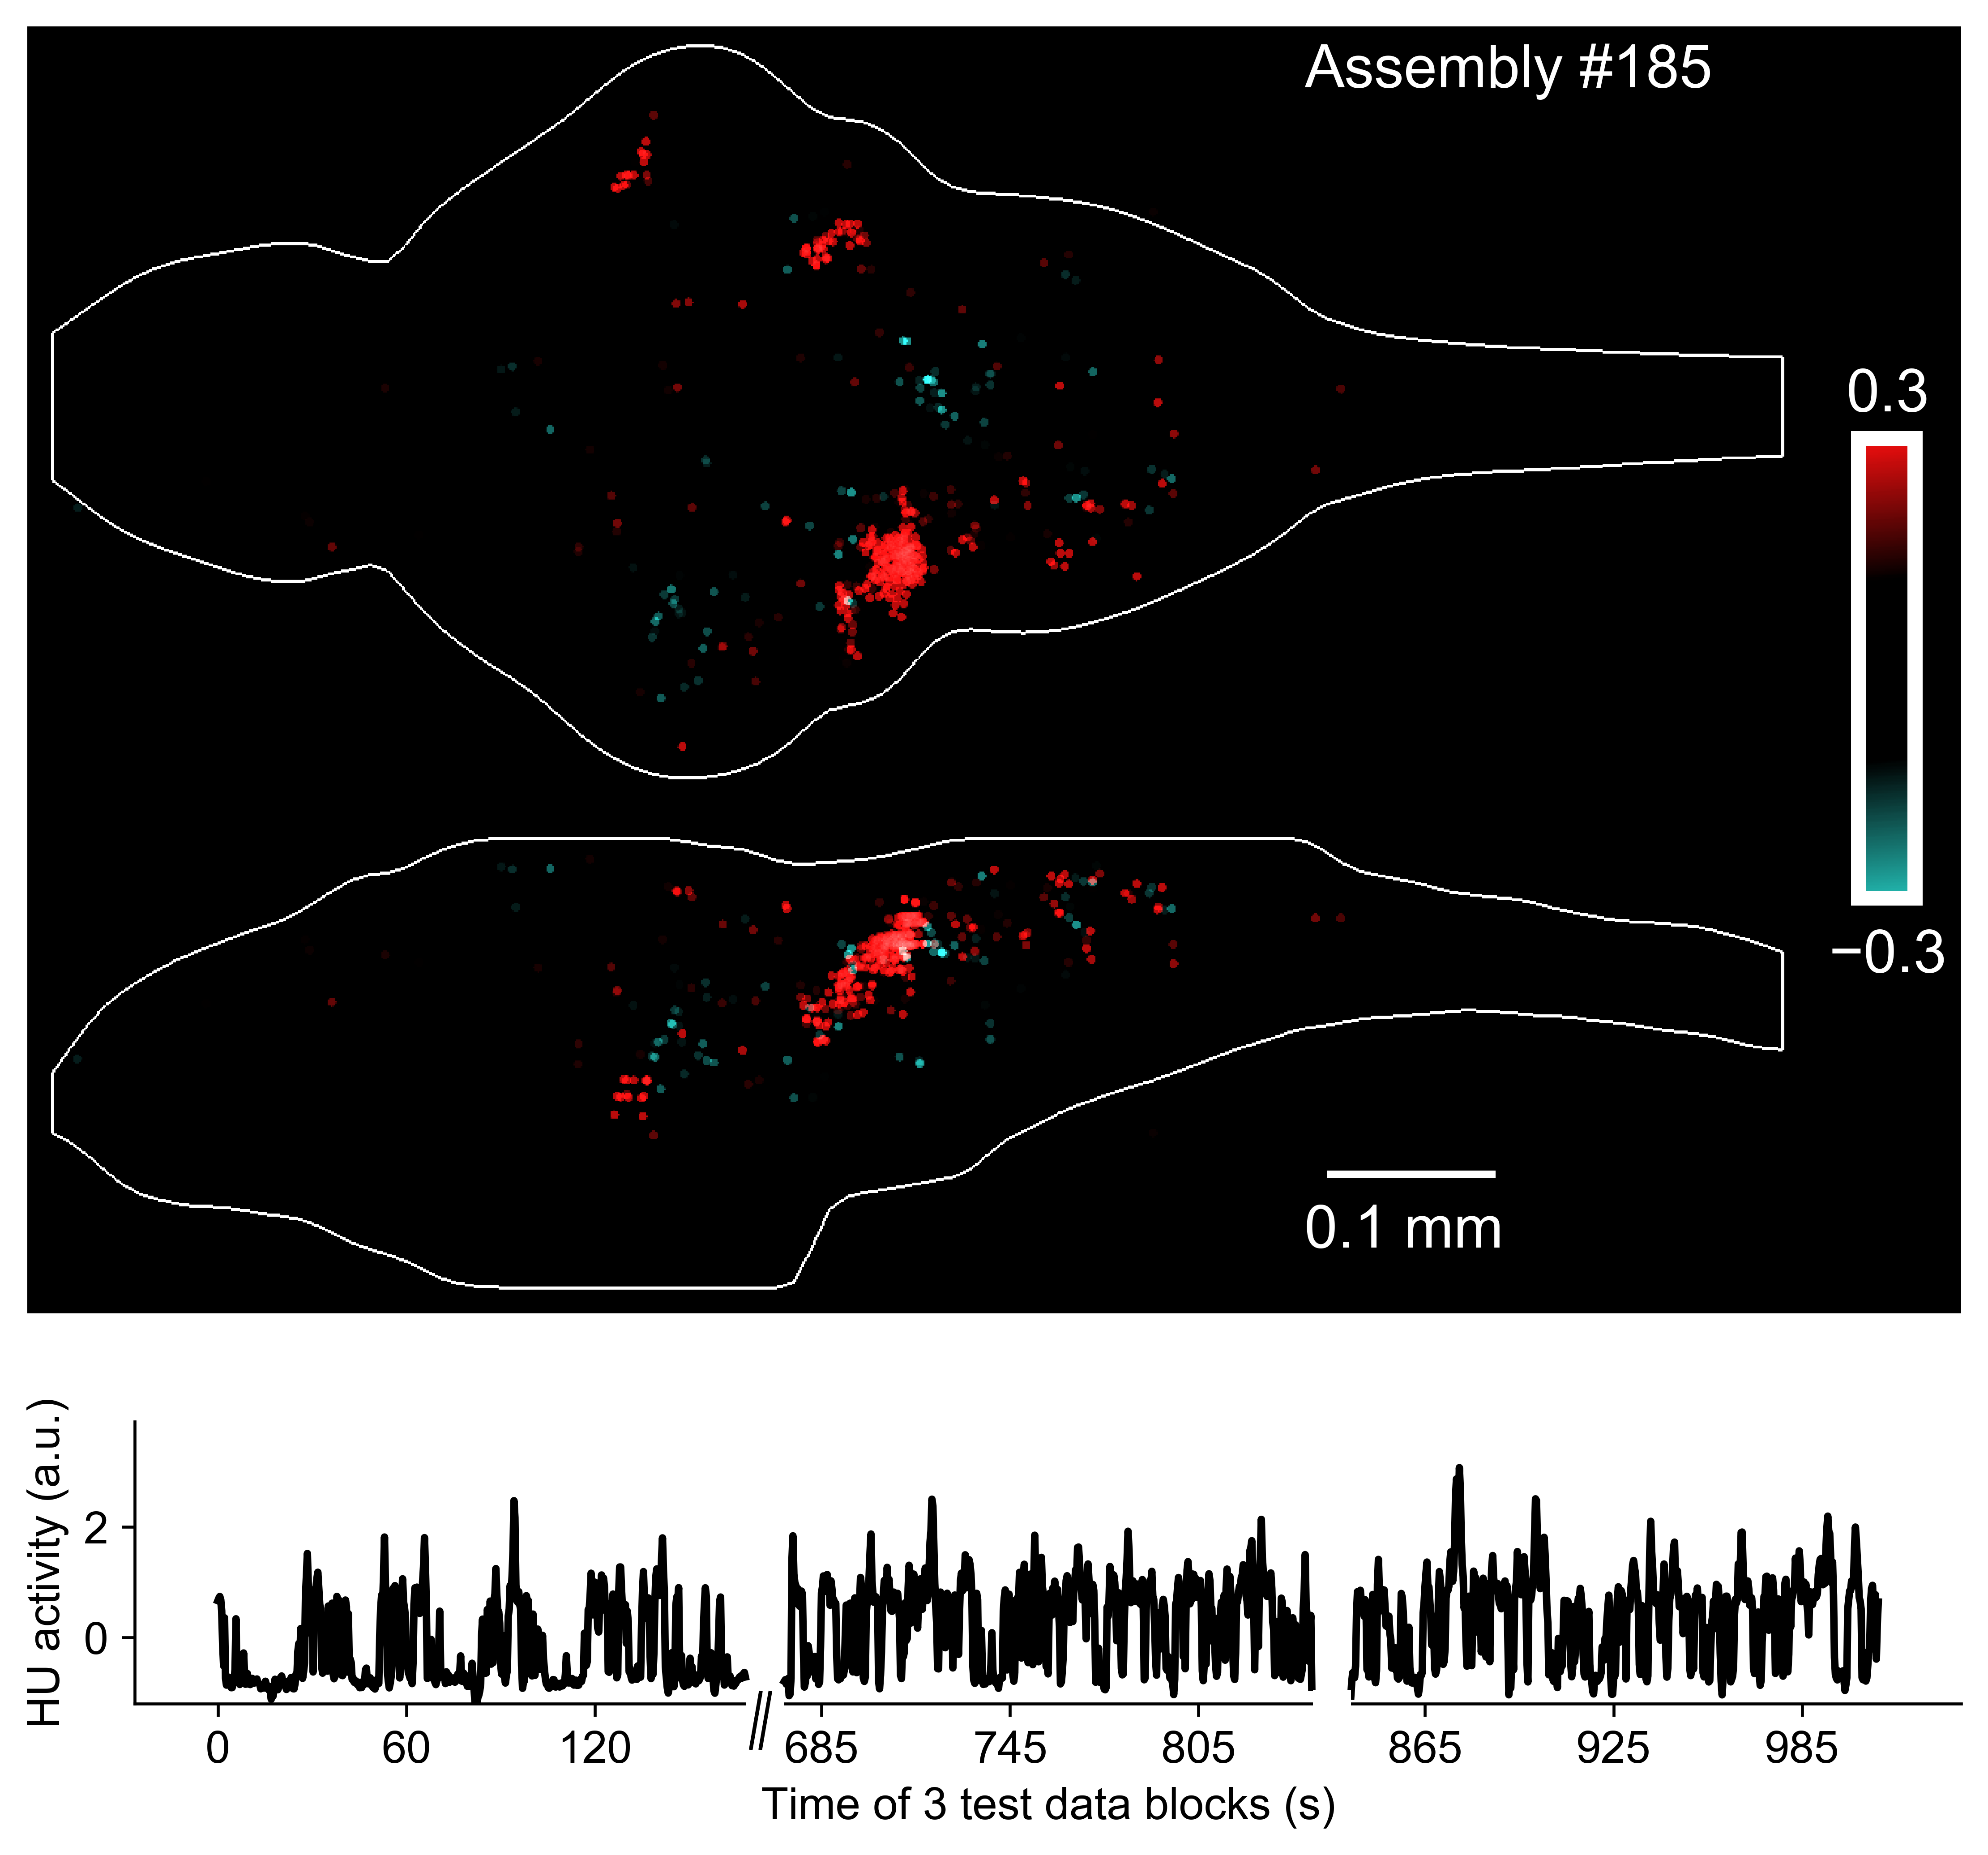 Assembly #185
0.3
−0.3
0.1 mm
HU activity (a.u.)
2
0
0 60 120 685 745 805 865 925 985
Time of 3 test data blocks (s)